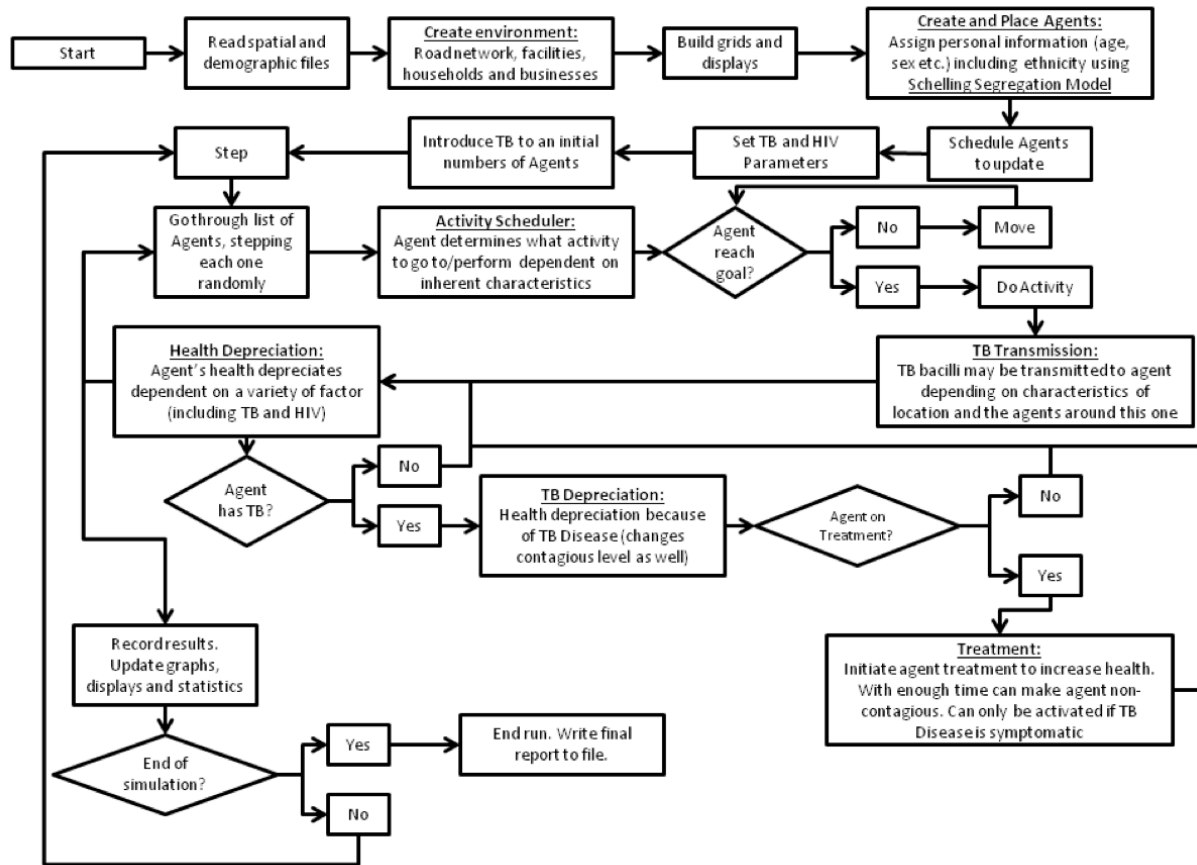 Start
Read spatial and
demographic files
Create environment:
Road network, facilities,
households and businesses
Build grids and
displays
Create and Place Agents:
Assign personal information (age,
sex etc.) including ethnicity using
Schelling Segregation Model
Step
Introduce TB to an initial
numbers of Agents
Set TB and HIV
Parameters
Schedule Agents
to update
Go through list of
Agents, stepping
each one
randomly
Activity Scheduler:
Agent determines what activity
to go to/perform dependent on
inherent characteristics
Agent
reach
goal?
No
Move
Yes
Do Activity
Health Depreciation:
Agent's health depreciates
dependent on a variety of factor
(including TB and HIV)
TB Transmission:
TB bacilli may be transmitted to agent
depending on characteristics of
location and the agents around this one
Agent
has TB?
No
Yes
TB Depreciation:
Health depreciation because
of TB Disease (changes
contagious level as well)
Agent on
Treatment?
No
Yes
Treatment:
Initiate agent treatment to increase health.
With enough time can make agent non-
contagious. Can only be activated if TB
Disease is symptomatic
Record results.
Update graphs,
displays and statistics
End of
simulation?
Yes
End run. Write final
report to file.
No